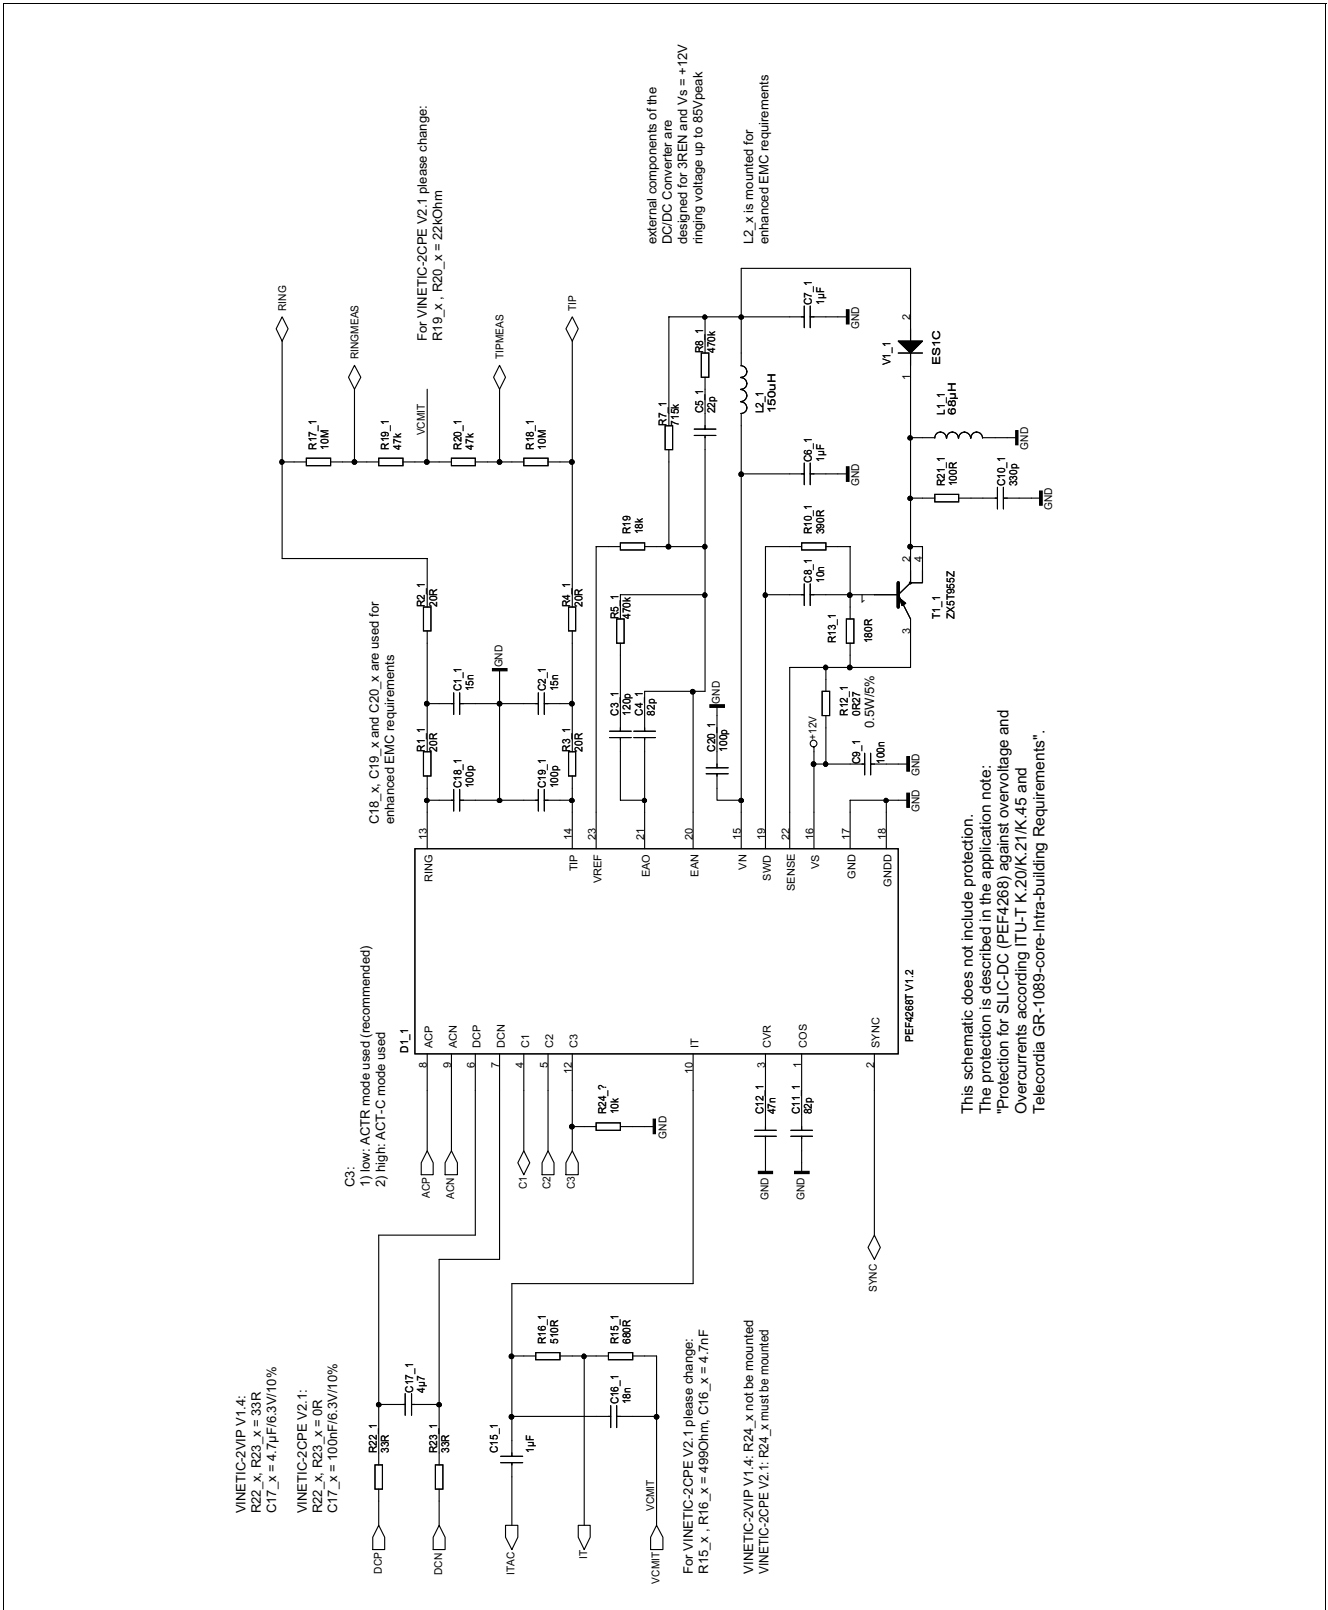 VINETIC-2VIP V1.4:
R22_x, R23_x = 33R
C17_x = 4.7µF/6.3V/10%
VINETIC-2CPE V2.1:
R22_x, R23_x = 0R
C17_x = 100nF/6.3V/10%
DCP
R22_1
33R
C17_1
4µ7
DCN
R23_1
33R
ITAC
C15_1
1µF
R16_1
510R
IT
R15_1
680R
C16_1
18n
VCMIT
VCMIT
For VINETIC-2CPE V2.1 please change:
R15_x , R16_x = 499Ohm, C16_x = 4.7nF
VINETIC-2VIP V1.4: R24_x not be mounted
VINETIC-2CPE V2.1: R24_x must be mounted
C3:
1) low: ACTR mode used (recommended)
2) high: ACT-C mode used
ACP
ACN
C1
C2
C3
R24_?
10k
GND
C12_1
47n
GND
C11_1
82p
GND
SYNC
D1_1
8
ACP
9
ACN
6
DCP
7
DCN
4
C1
5
C2
12
C3
10
IT
3
CVR
1
COS
2
SYNC
PEF4268T V1.2
RING
13
TIP
14
VREF
23
EAO
21
EAN
20
VN
15
SWD
19
SENSE
22
VS
16
GND
17
GNDD
18
C18_x, C19_x and C20_x are used for
enhanced EMC requirements
R1_1
20R
R2_1
20R
C18_1
100p
C1_1
15n
GND
C19_1
100p
C2_1
15n
R3_1
20R
R4_1
20R
RING
R17_1
10M
RINGMEAS
R19_1
47k
VCMIT
R20_1
47k
TIPMEAS
R18_1
10M
TIP
For VINETIC-2CPE V2.1 please change:
R19_x , R20_x = 22kOhm
R19
18k
R5_1
470k
C3_1
120p
C4_1
82p
R7_1
715k
R8_1
470k
C5_1
22p
C20_1
100p
GND
L2_1
150uH
C6_1
1µF
GND
C7_1
1µF
GND
external components of the
DC/DC Converter are
designed for 3REN and Vs = +12V
ringing voltage up to 85Vpeak
L2_x is mounted for
enhanced EMC requirements
C8_1
10n
R10_1
390R
R13_1
180R
R12_1
0R27
0.5W/5%
+12V
C9_1
100n
GND
GND
T1_1
ZX5T955Z
3
2
4
R21_1
100R
C10_1
330p
GND
L1_1
68µH
GND
V1_1
ES1C
1
2
This schematic does not include protection.
The protection is described in the application note:
"Protection for SLIC-DC (PEF4268) against overvoltage and
Overcurrents according ITU-T K.20/K.21/K.45 and
Telecordia GR-1089-core-Intra-building Requirements".